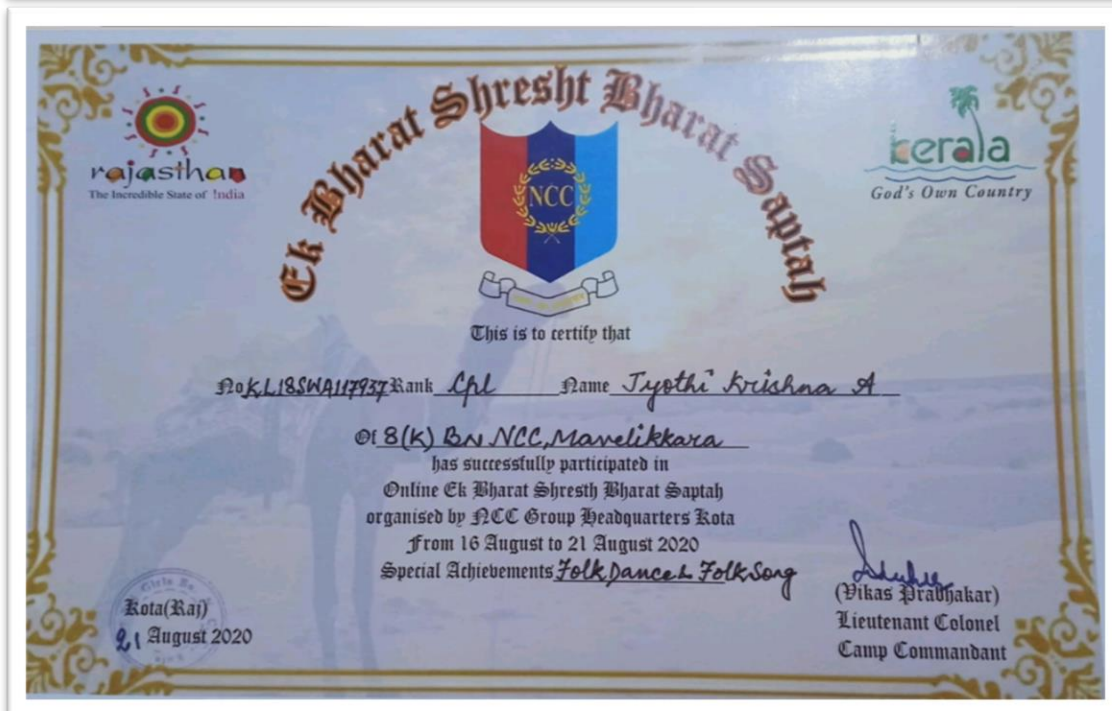 Ek Bharat Shresht Bharat Saptah
rajasthan
The Incredible State of India
NCC
kerala
God's Own Country
This is to certify that
No KL18SWA117937 Rank Cpl Name Jyothi Krishna A
Of 8(K) BN NCC, Mavelikkara
has successfully participated in
Online Ek Bharat Shresth Bharat Saptah
organised by NCC Group Headquarters Kota
From 16 August to 21 August 2020
Special Achievements Folk Dance & Folk Song
Kota(Raj)
21 August 2020
(Vikas Prabhakar)
Lieutenant Colonel
Camp Commandant